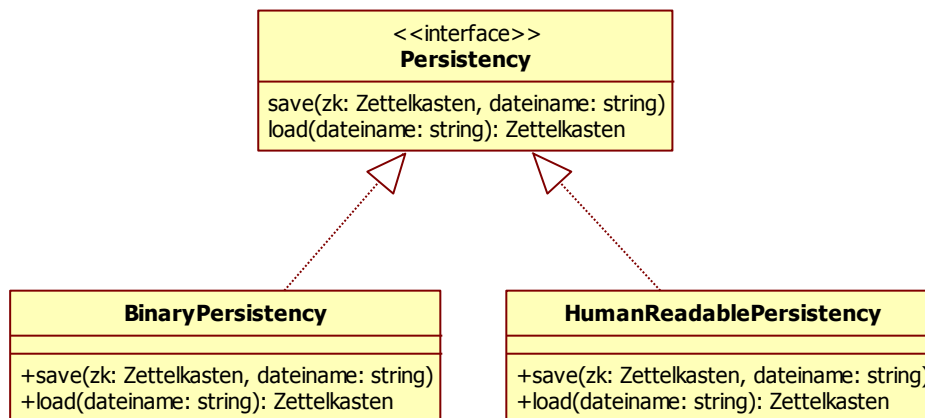 <<interface>>
Persistency
save(zk: Zettelkasten, dateiname: string)
load(dateiname: string): Zettelkasten
BinaryPersistency
+save(zk: Zettelkasten, dateiname: string)
+load(dateiname: string): Zettelkasten
HumanReadablePersistency
+save(zk: Zettelkasten, dateiname: string)
+load(dateiname: string): Zettelkasten